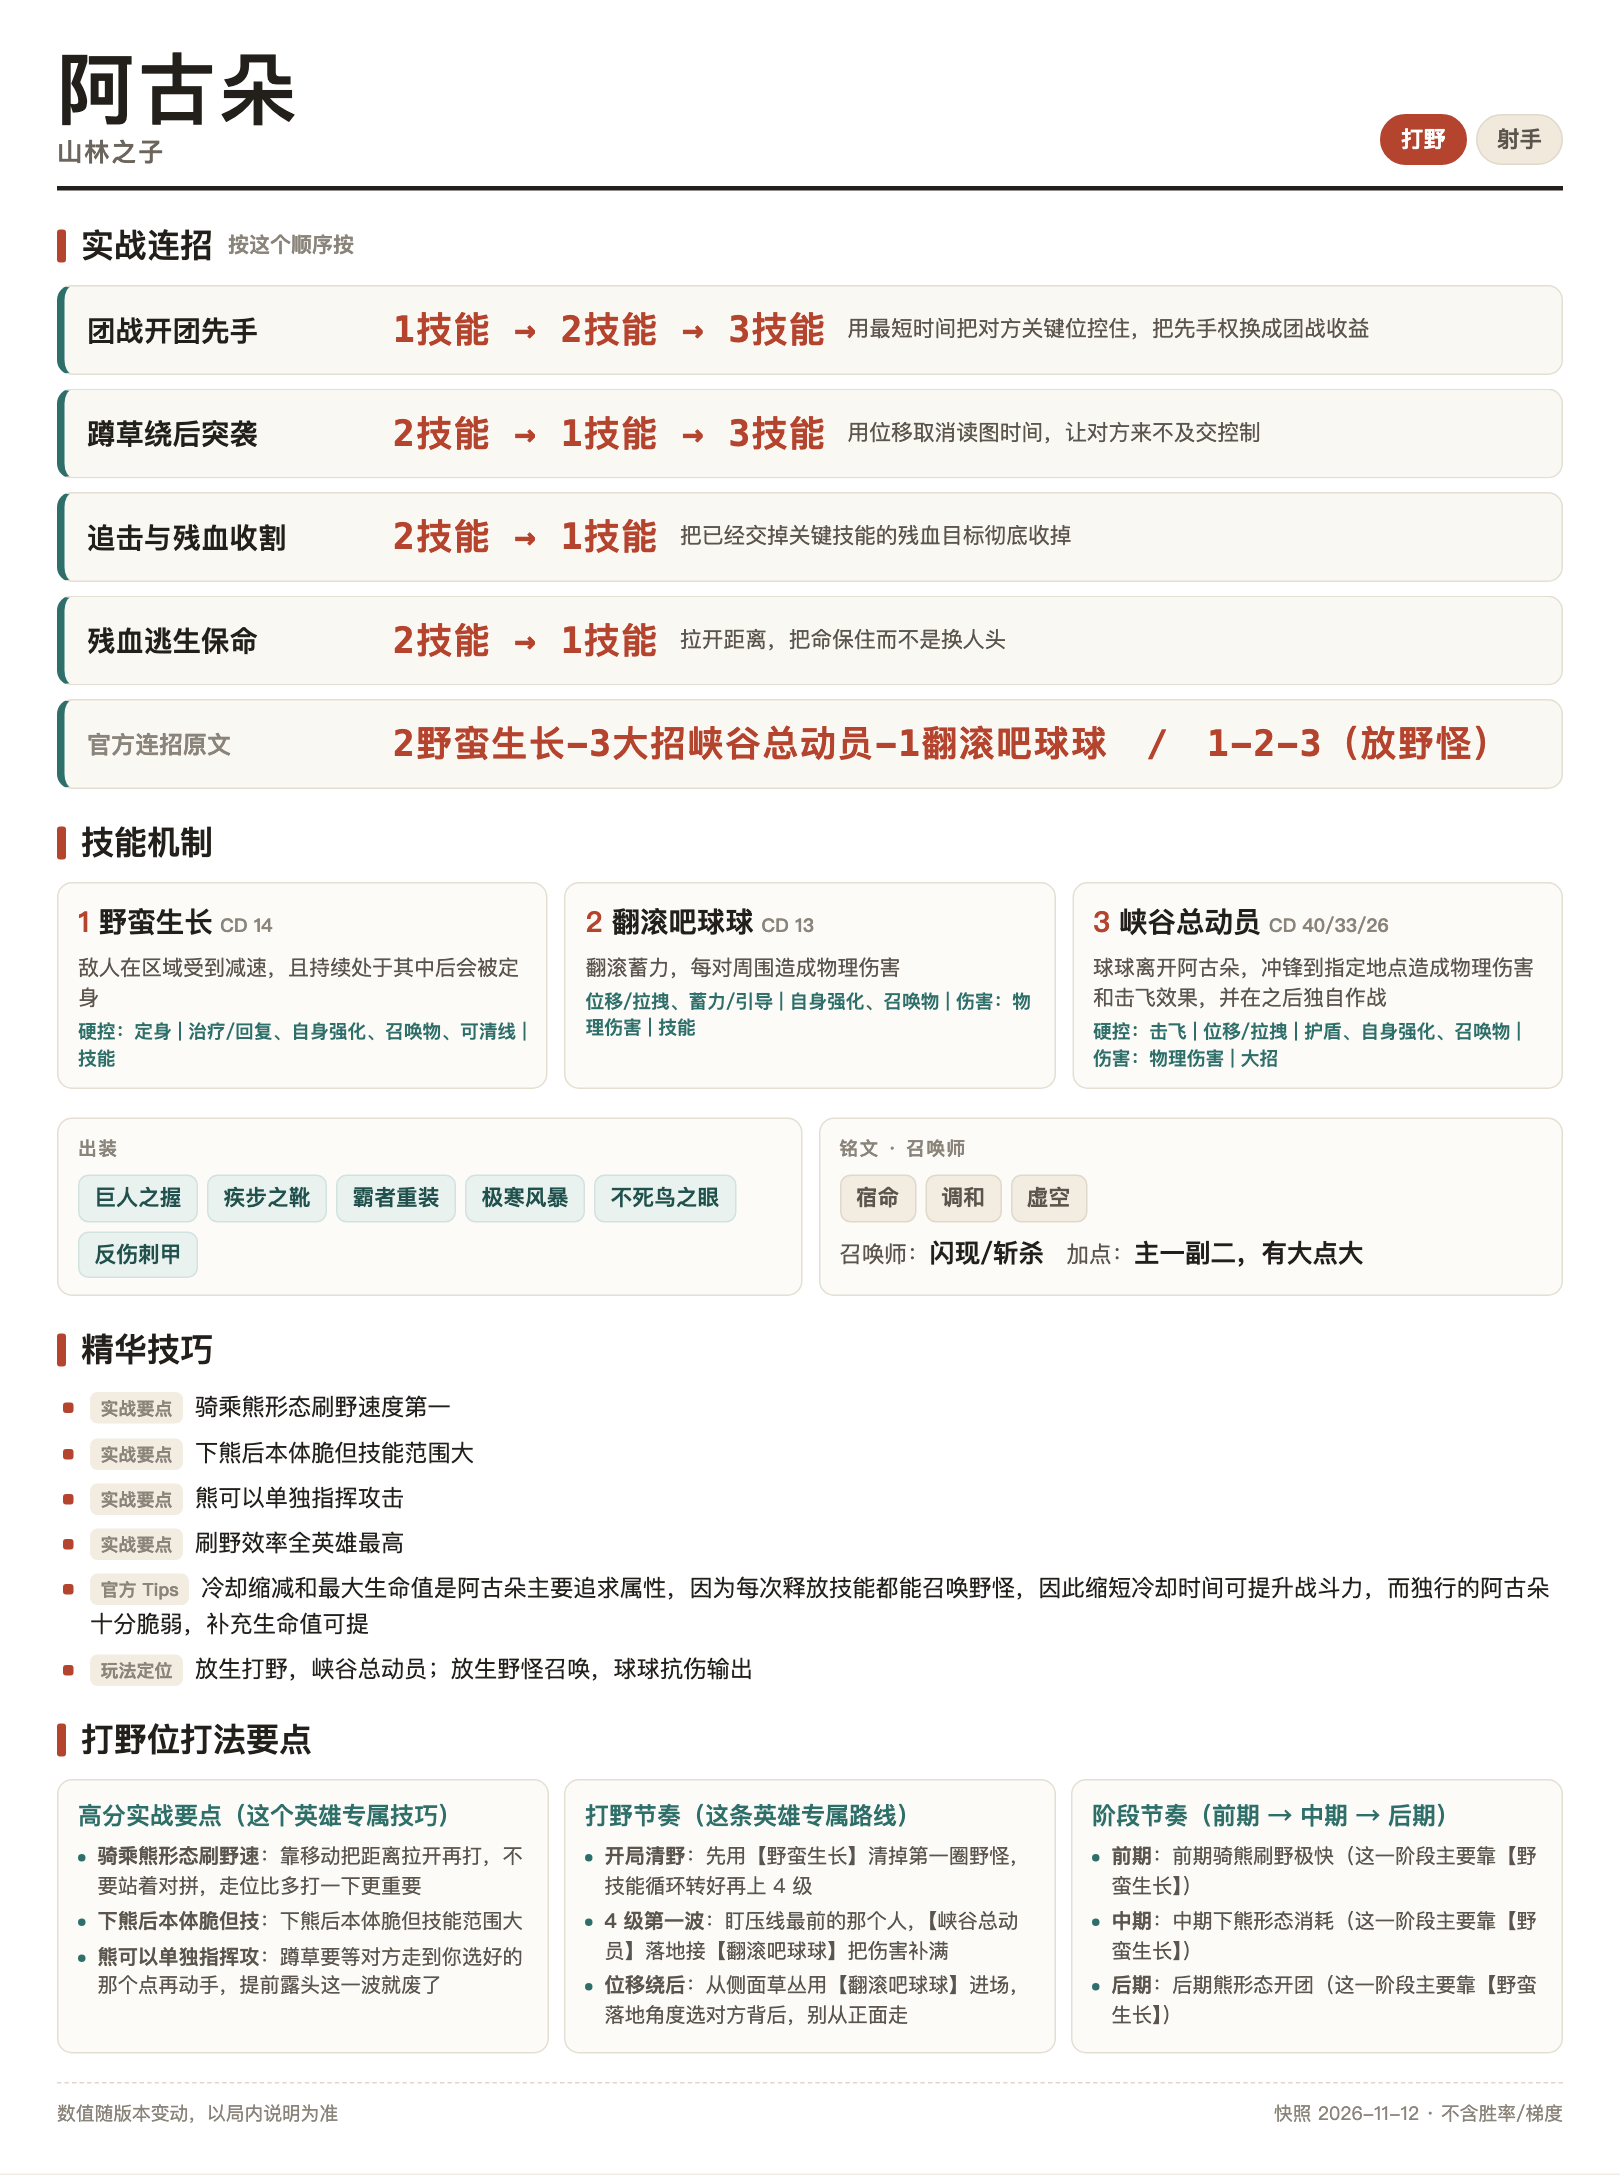 阿古朵
山林之子
打野 射手
实战连招 按这个顺序按
团战开团先手 1技能 → 2技能 → 3技能 用最短时间把对方关键位控住，把先手权换成团战收益
蹲草绕后突袭 2技能 → 1技能 → 3技能 用位移取消读图时间，让对方来不及交控制
追击与残血收割 2技能 → 1技能 把已经交掉关键技能的残血目标彻底收掉
残血逃生保命 2技能 → 1技能 拉开距离，把命保住而不是换人头
官方连招原文 2野蛮生长–3大招峡谷总动员–1翻滚吧球球 / 1–2–3（放野怪）
技能机制
1 野蛮生长 CD 14
敌人在区域受到减速，且持续处于其中后会被定
身
硬控：定身 | 治疗/回复、自身强化、召唤物、可清线 |
技能
2 翻滚吧球球 CD 13
翻滚蓄力，每对周围造成物理伤害
位移/拉拽、蓄力/引导 | 自身强化、召唤物 | 伤害：物
理伤害 | 技能
3 峡谷总动员 CD 40/33/26
球球离开阿古朵，冲锋到指定地点造成物理伤害
和击飞效果，并在之后独自作战
硬控：击飞 | 位移/拉拽 | 护盾、自身强化、召唤物 |
伤害：物理伤害 | 大招
出装
巨人之握 疾步之靴 霸者重装 极寒风暴 不死鸟之眼
反伤刺甲
铭文 · 召唤师
宿命 调和 虚空
召唤师：闪现/斩杀 加点：主一副二，有大点大
精华技巧
实战要点 骑乘熊形态刷野速度第一
实战要点 下熊后本体脆但技能范围大
实战要点 熊可以单独指挥攻击
实战要点 刷野效率全英雄最高
官方 Tips 冷却缩减和最大生命值是阿古朵主要追求属性，因为每次释放技能都能召唤野怪，因此缩短冷却时间可提升战斗力，而独行的阿古朵
十分脆弱，补充生命值可提
玩法定位 放生打野，峡谷总动员；放生野怪召唤，球球抗伤输出
打野位打法要点
高分实战要点（这个英雄专属技巧）
骑乘熊形态刷野速：靠移动把距离拉开再打，不
要站着对拼，走位比多打一下更重要
下熊后本体脆但技：下熊后本体脆但技能范围大
熊可以单独指挥攻：蹲草要等对方走到你选好的
那个点再动手，提前露头这一波就废了
打野节奏（这条英雄专属路线）
开局清野：先用【野蛮生长】清掉第一圈野怪，
技能循环转好再上 4 级
4 级第一波：盯压线最前的那个人，【峡谷总动
员】落地接【翻滚吧球球】把伤害补满
位移绕后：从侧面草丛用【翻滚吧球球】进场，
落地角度选对方背后，别从正面走
阶段节奏（前期 → 中期 → 后期）
前期：前期骑熊刷野极快（这一阶段主要靠【野
蛮生长】）
中期：中期下熊形态消耗（这一阶段主要靠【野
蛮生长】）
后期：后期熊形态开团（这一阶段主要靠【野蛮
生长】）
数值随版本变动，以局内说明为准
快照 2026–11–12 · 不含胜率/梯度